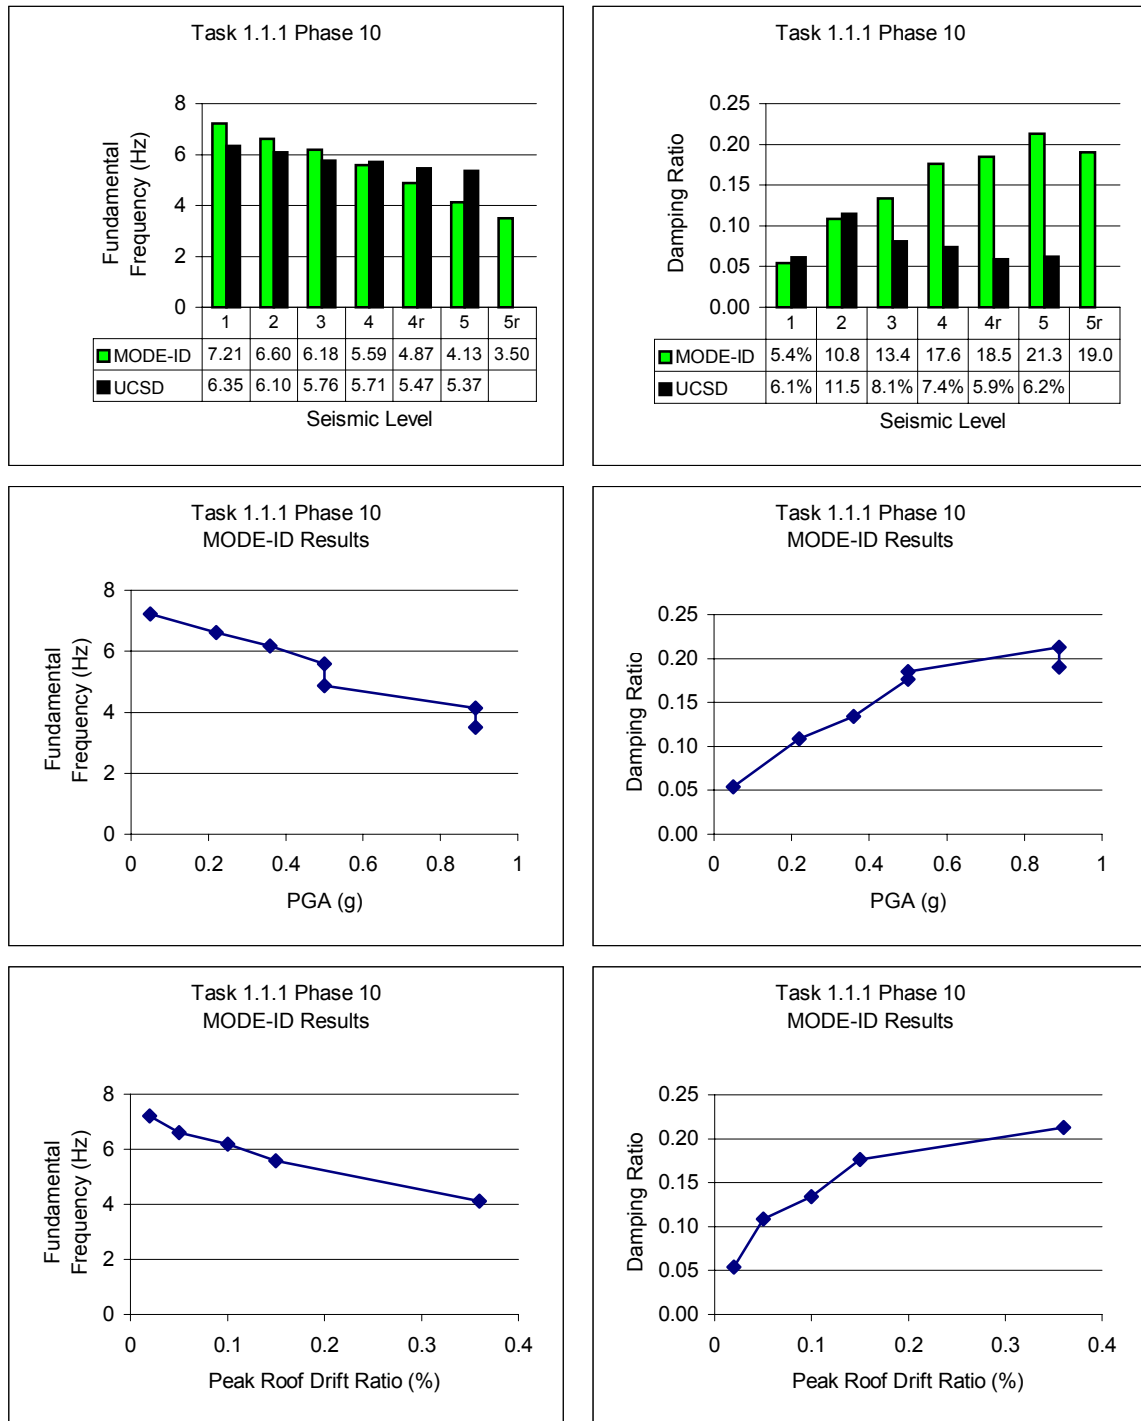 Task 1.1.1 Phase 10
Fundamental
Frequency (Hz)
8
6
4
2
0
1 2 3 4 4r 5 5r
MODE-ID 7.21 6.60 6.18 5.59 4.87 4.13 3.50
UCSD 6.35 6.10 5.76 5.71 5.47 5.37
Seismic Level
Task 1.1.1 Phase 10
Damping Ratio
0.25
0.20
0.15
0.10
0.05
0.00
1 2 3 4 4r 5 5r
MODE-ID 5.4% 10.8 13.4 17.6 18.5 21.3 19.0
UCSD 6.1% 11.5 8.1% 7.4% 5.9% 6.2%
Seismic Level
Task 1.1.1 Phase 10
MODE-ID Results
Fundamental
Frequency (Hz)
8
6
4
2
0
0 0.2 0.4 0.6 0.8 1
PGA (g)
Task 1.1.1 Phase 10
MODE-ID Results
Damping Ratio
0.25
0.20
0.15
0.10
0.05
0.00
0 0.2 0.4 0.6 0.8 1
PGA (g)
Task 1.1.1 Phase 10
MODE-ID Results
Fundamental
Frequency (Hz)
8
6
4
2
0
0 0.1 0.2 0.3 0.4
Peak Roof Drift Ratio (%)
Task 1.1.1 Phase 10
MODE-ID Results
Damping Ratio
0.25
0.20
0.15
0.10
0.05
0.00
0 0.1 0.2 0.3 0.4
Peak Roof Drift Ratio (%)